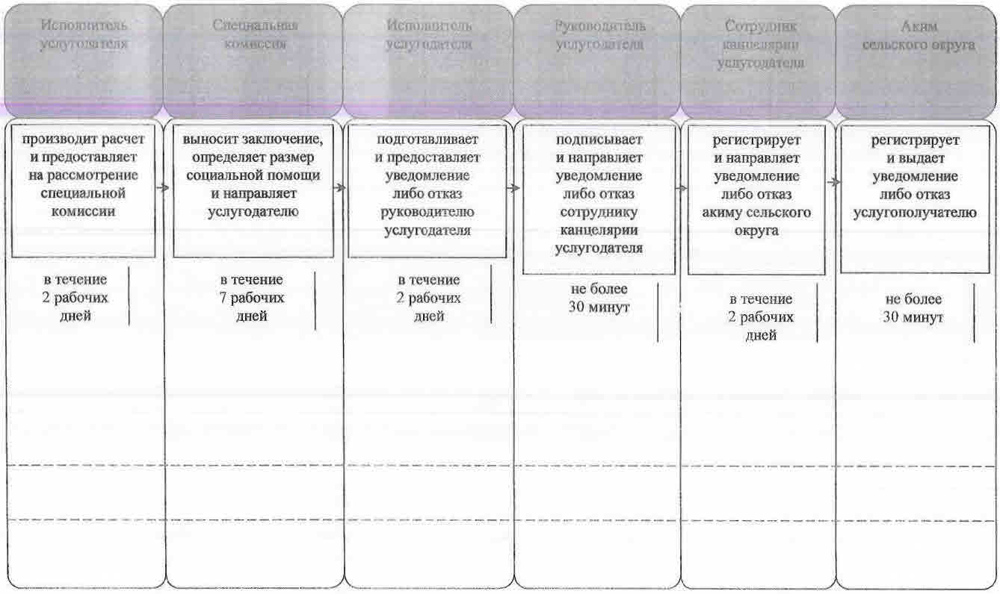 Исполнитель
услугодателя
Специальная
комиссия
Исполнитель
услугодателя
Руководитель
услугодателя
Сотрудник
канцелярии
услугодателя
Аким
сельского округа
производит расчет
и предоставляет
на рассмотрение
специальной
комиссии
выносит заключение,
определяет размер
социальной помощи
и направляет
услугодателю
подготавливает
и предоставляет
уведомление
либо отказ
руководителю
услугодателя
подписывает
и направляет
уведомление
либо отказ
сотруднику
канцелярии
услугодателя
регистрирует
и направляет
уведомление
либо отказ
акиму сельского
округа
регистрирует
и выдает
уведомление
либо отказ
услугополучателю
в течение
2 рабочих
дней
в течение
7 рабочих
дней
в течение
2 рабочих
дней
не более
30 минут
в течение
2 рабочих
дней
не более
30 минут